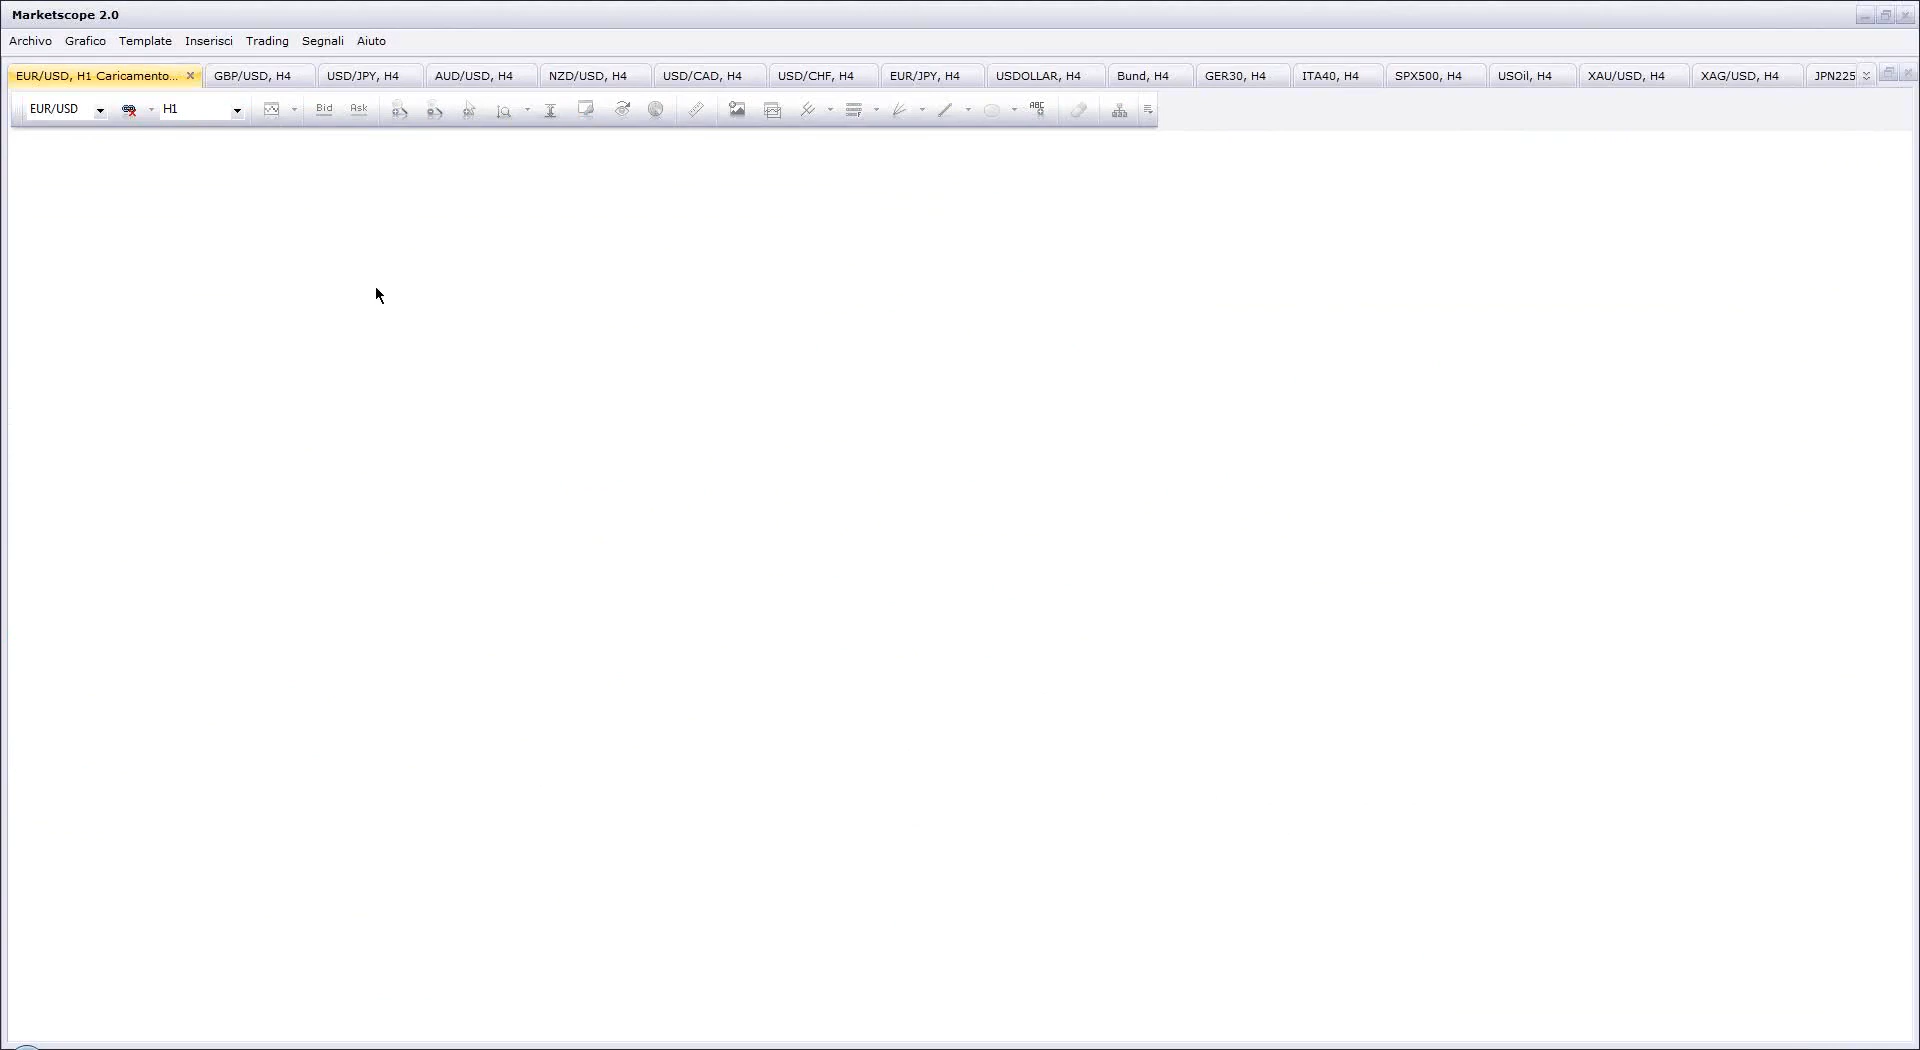 Marketscope 2.0
Archivo Grafico Template Inserisci Trading Segnali Aiuto
EUR/USD, H1 Caricamento... GBP/USD, H4 USD/JPY, H4 AUD/USD, H4 NZD/USD, H4 USD/CAD, H4 USD/CHF, H4 EUR/JPY, H4 USDOLLAR, H4 Bund, H4 GER30, H4 ITA40, H4 SPX500, H4 USOil, H4 XAU/USD, H4 XAG/USD, H4 JPN225
EUR/USD H1 Bid Ask ABC